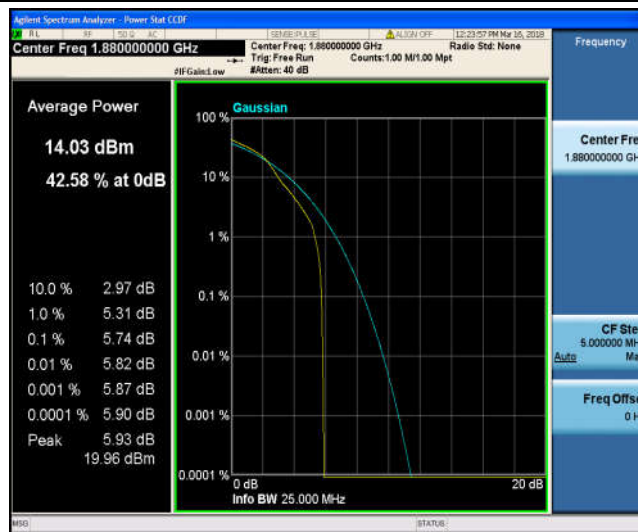 Agilent Spectrum Analyzer - Power Stat CCDF
RL RF 50 Ω AC SENSE:PULSE ALIGN OFF 12:23:57 PM Mar 16, 2018
Center Freq 1.880000000 GHz
Center Freq: 1.880000000 GHz Radio Std: None
Trig: Free Run Counts:1.00 M/1.00 Mpt
#IFGain:Low #Atten: 40 dB
Frequency
Average Power
14.03 dBm
42.58 % at 0dB
10.0 % 2.97 dB
1.0 % 5.31 dB
0.1 % 5.74 dB
0.01 % 5.82 dB
0.001 % 5.87 dB
0.0001 % 5.90 dB
Peak 5.93 dB
19.96 dBm
Gaussian
100 %
10 %
1 %
0.1 %
0.01 %
0.001 %
0.0001 %
0 dB 20 dB
Info BW 25.000 MHz
Center Fre
1.880000000 GH
CF Ste
5.000000 MH
Auto Ma
Freq Offse
0 H
MSG STATUS